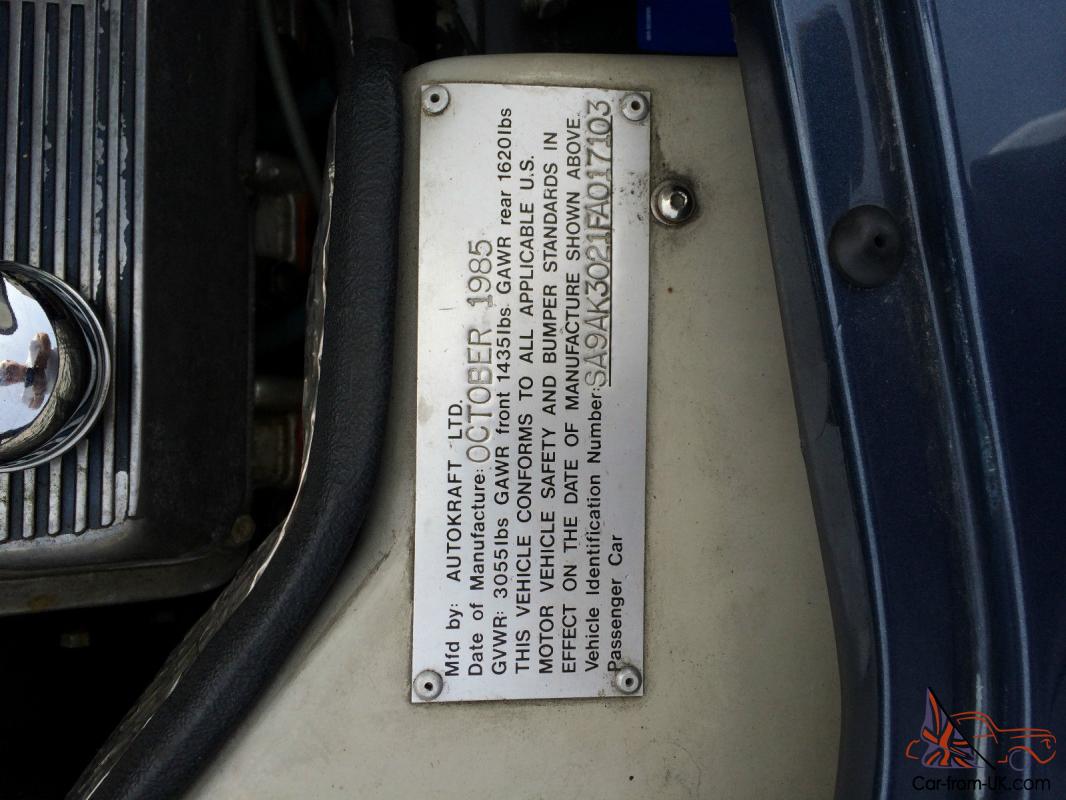 Mfd by: AUTOKRAFT LTD.
Date of Manufacture: OCTOBER 1985
GVWR: 3055lbs GAWR front 1435lbs GAWR rear 1620lbs
THIS VEHICLE CONFORMS TO ALL APPLICABLE U.S.
MOTOR VEHICLE SAFETY AND BUMPER STANDARDS IN
EFFECT ON THE DATE OF MANUFACTURE SHOWN ABOVE.
Vehicle Identification Number: SA9AK3021FA017103
Passenger Car
Car-from-UK.com